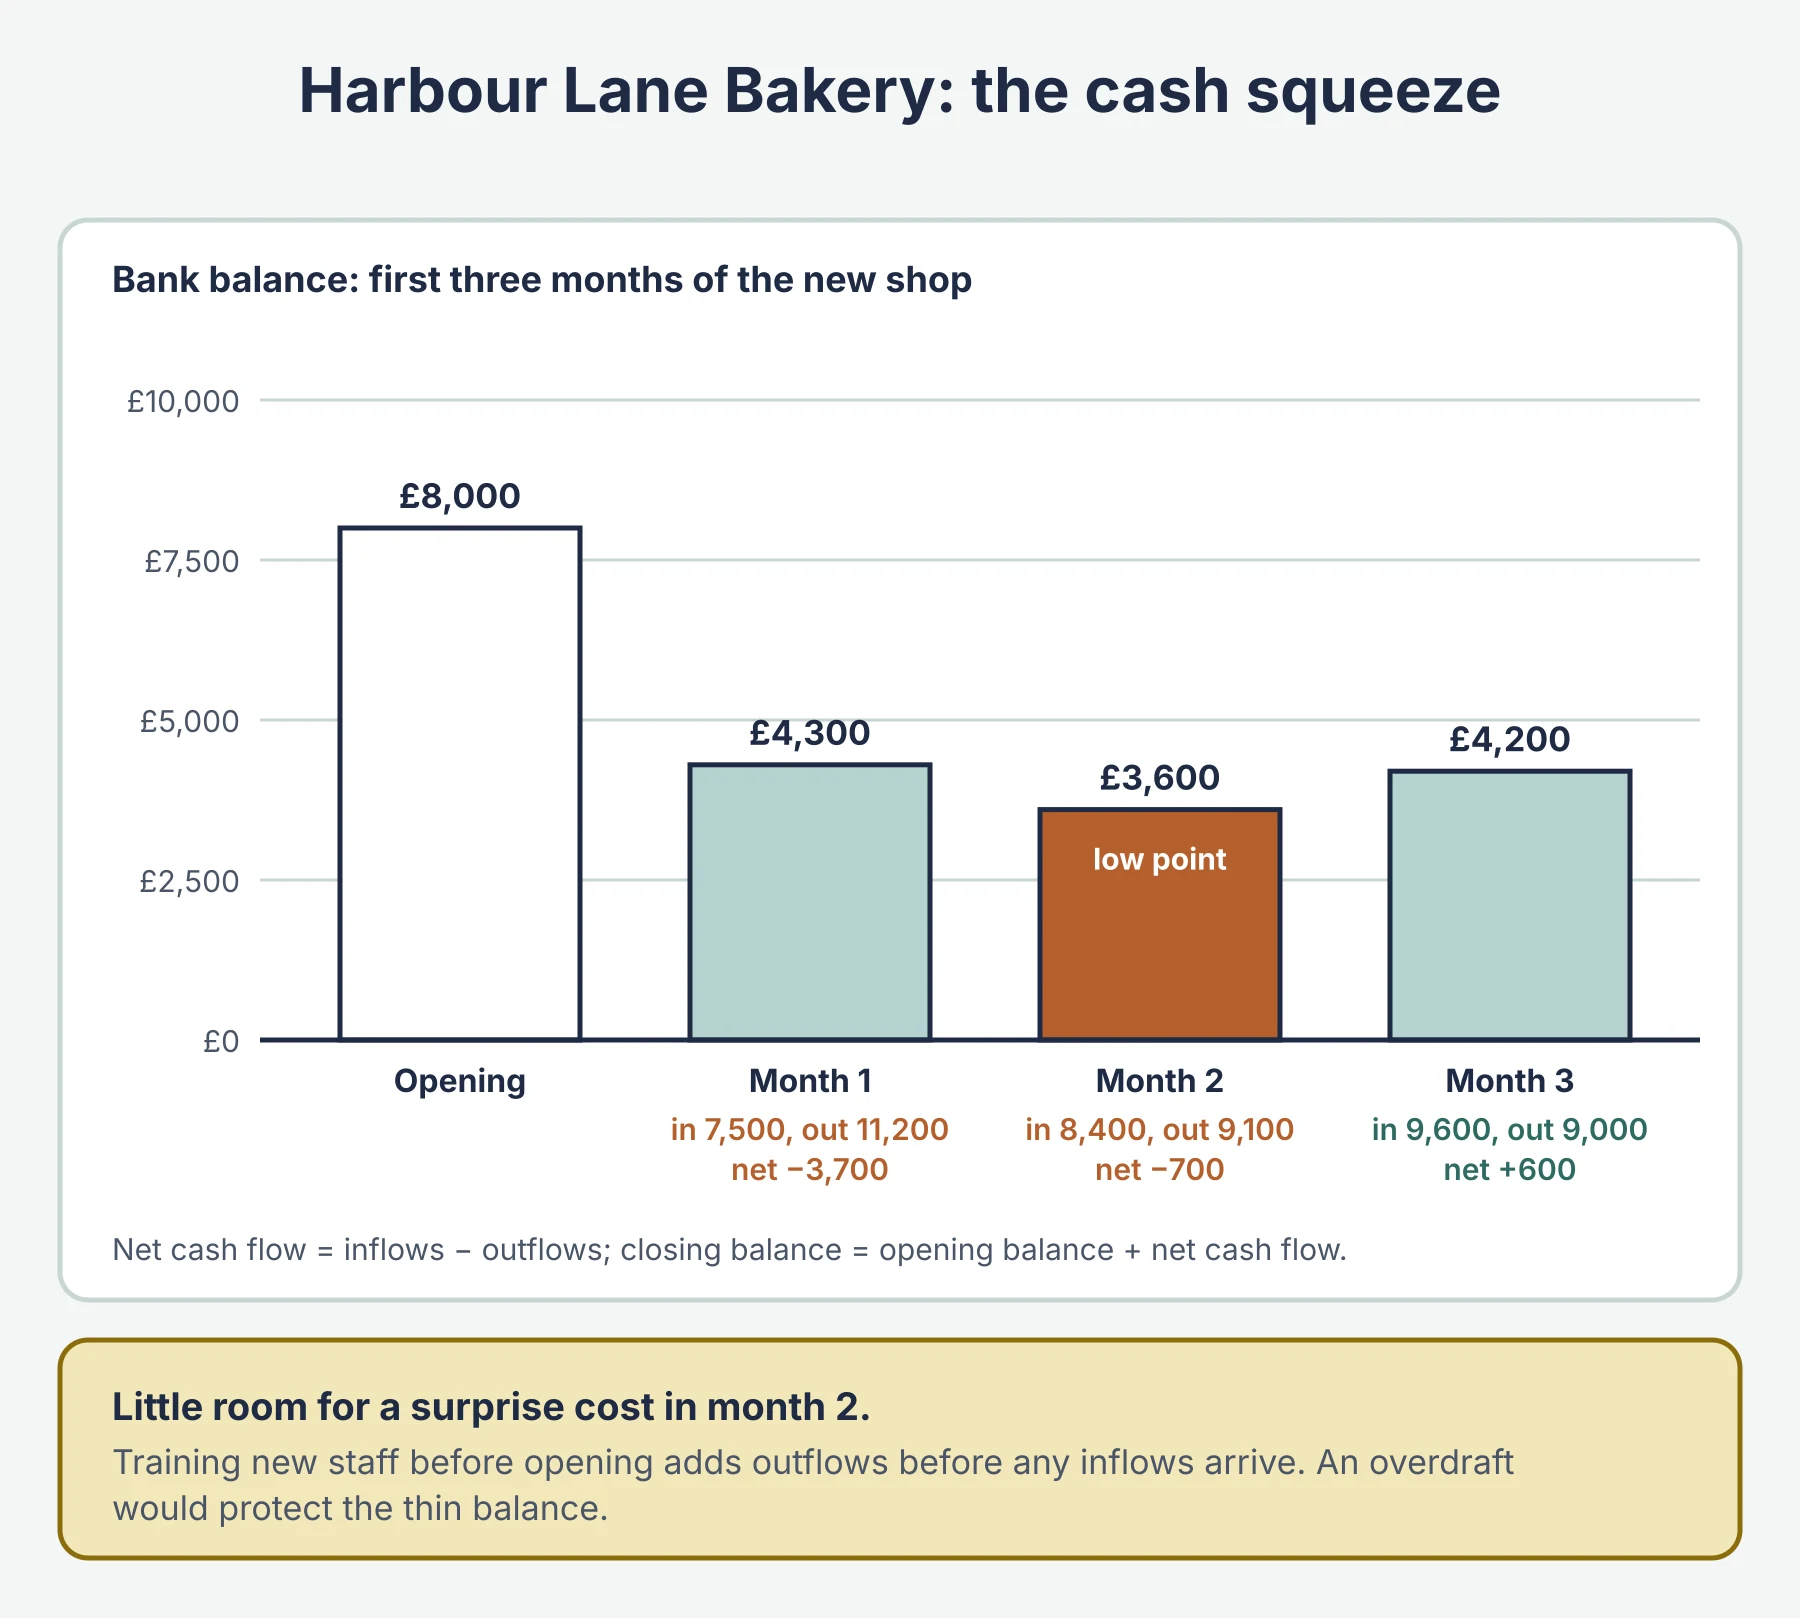 Harbour Lane Bakery: the cash squeeze
Bank balance: first three months of the new shop
£10,000
£7,500
£5,000
£2,500
£0
£8,000
£4,300
£3,600
£4,200
low point
Opening
Month 1
Month 2
Month 3
in 7,500, out 11,200
net −3,700
in 8,400, out 9,100
net −700
in 9,600, out 9,000
net +600
Net cash flow = inflows − outflows; closing balance = opening balance + net cash flow.
Little room for a surprise cost in month 2.
Training new staff before opening adds outflows before any inflows arrive. An overdraft
would protect the thin balance.